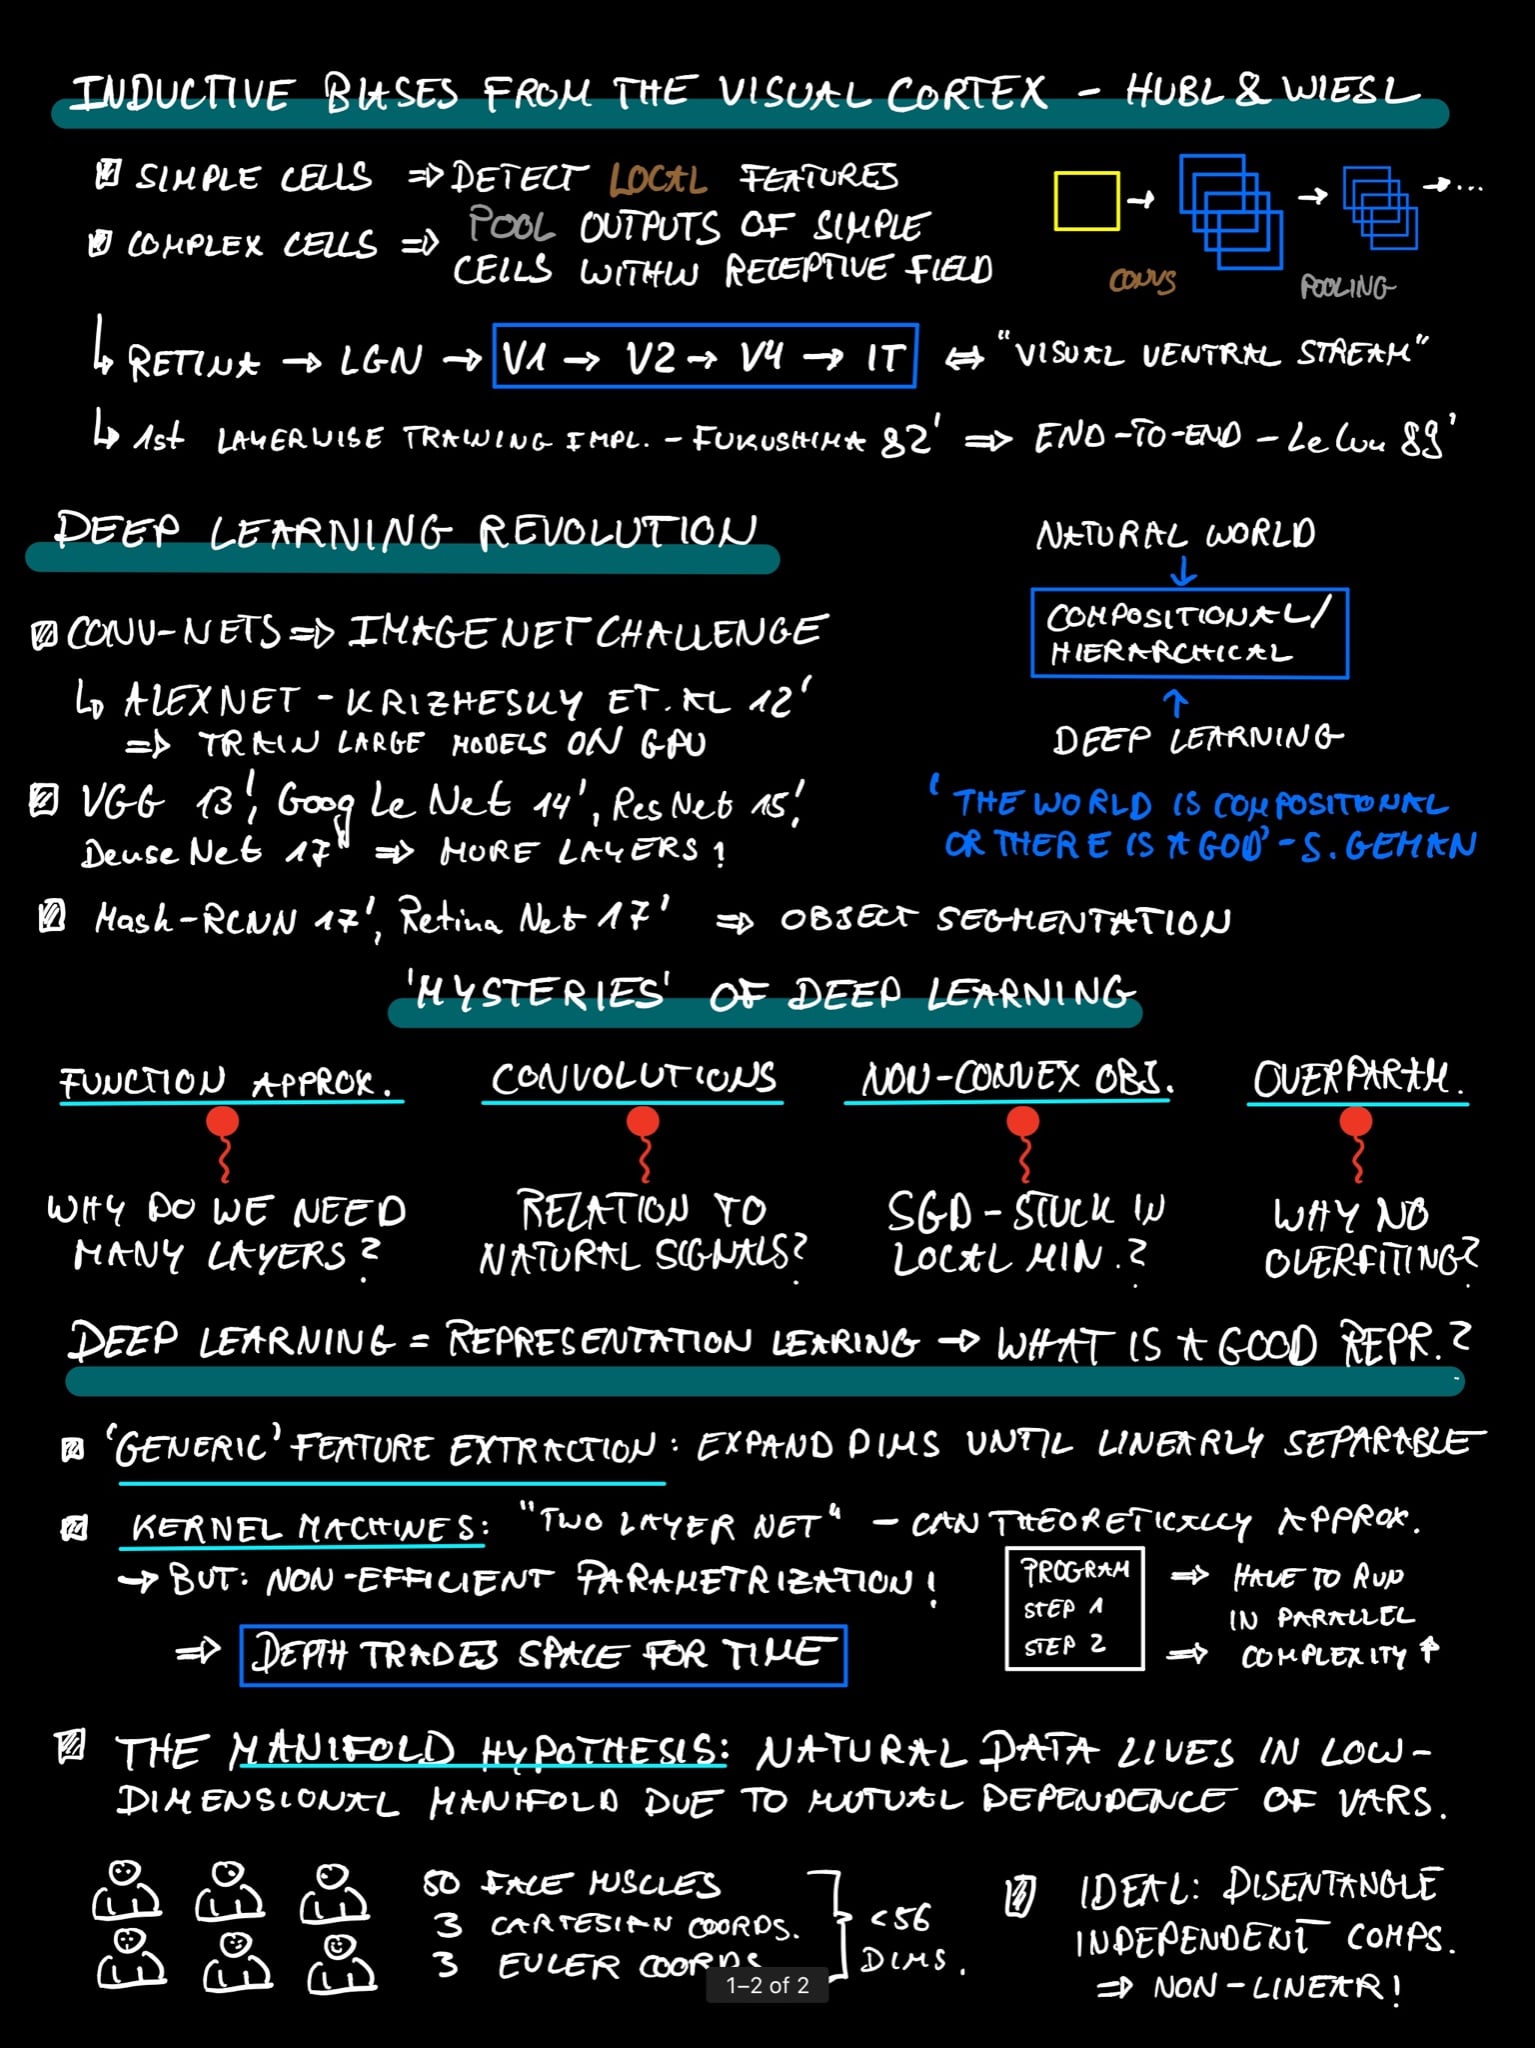 INDUCTIVE BIASES FROM THE VISUAL CORTEX - HUBL & WIESL
SIMPLE CELLS ⇒ DETECT LOCAL FEATURES
COMPLEX CELLS ⇒ POOL OUTPUTS OF SIMPLE
CELLS WITHIN RECEPTIVE FIELD
→ → → ...
CONVS POOLING
↳ RETINA → LGN → V1 → V2 → V4 → IT ⇔ "VISUAL VENTRAL STREAM"
↳ 1st LAYERWISE TRAINING IMPL. - FUKUSHIMA 82' ⇒ END-TO-END - LeCun 89'
DEEP LEARNING REVOLUTION
CONV-NETS ⇒ IMAGENET CHALLENGE
↳ ALEXNET - KRIZHESKY ET. AL 12'
⇒ TRAIN LARGE MODELS ON GPU
VGG 13', Goog Le Net 14', ResNet 15',
DenseNet 17" ⇒ MORE LAYERS!
Mask-RCNN 17', Retina Net 17' ⇒ OBJECT SEGMENTATION
NATURAL WORLD
↓
COMPOSITIONAL/
HIERARCHICAL
↑
DEEP LEARNING
'THE WORLD IS COMPOSITIONAL
OR THERE IS A GOD' - S. GEMAN
'MYSTERIES' OF DEEP LEARNING
FUNCTION APPROX. CONVOLUTIONS NON-CONVEX OBJ. OVERPARAM.
WHY DO WE NEED RELATION TO SGD - STUCK IN WHY NO
MANY LAYERS? NATURAL SIGNALS? LOCAL MIN.? OVERFITING?
DEEP LEARNING = REPRESENTATION LEARING → WHAT IS A GOOD REPR.?
'GENERIC' FEATURE EXTRACTION: EXPAND DIMS UNTIL LINEARLY SEPARABLE
KERNEL MACHINES: "TWO LAYER NET" - CAN THEORETICALLY APPROX.
→ BUT: NON-EFFICIENT PARAMETRIZATION!
⇒ DEPTH TRADES SPACE FOR TIME
PROGRAM ⇒ HAVE TO RUN
STEP 1 IN PARALLEL
STEP 2 ⇒ COMPLEXITY ↑
THE MANIFOLD HYPOTHESIS: NATURAL DATA LIVES IN LOW-
DIMENSIONAL MANIFOLD DUE TO MUTUAL DEPENDENCE OF VARS.
50 FACE MUSCLES
3 CARTESIAN COORDS.
3 EULER COORDS
<56
DIMS.
IDEAL: DISENTANGLE
INDEPENDENT COMPS.
⇒ NON-LINEAR!
1–2 of 2